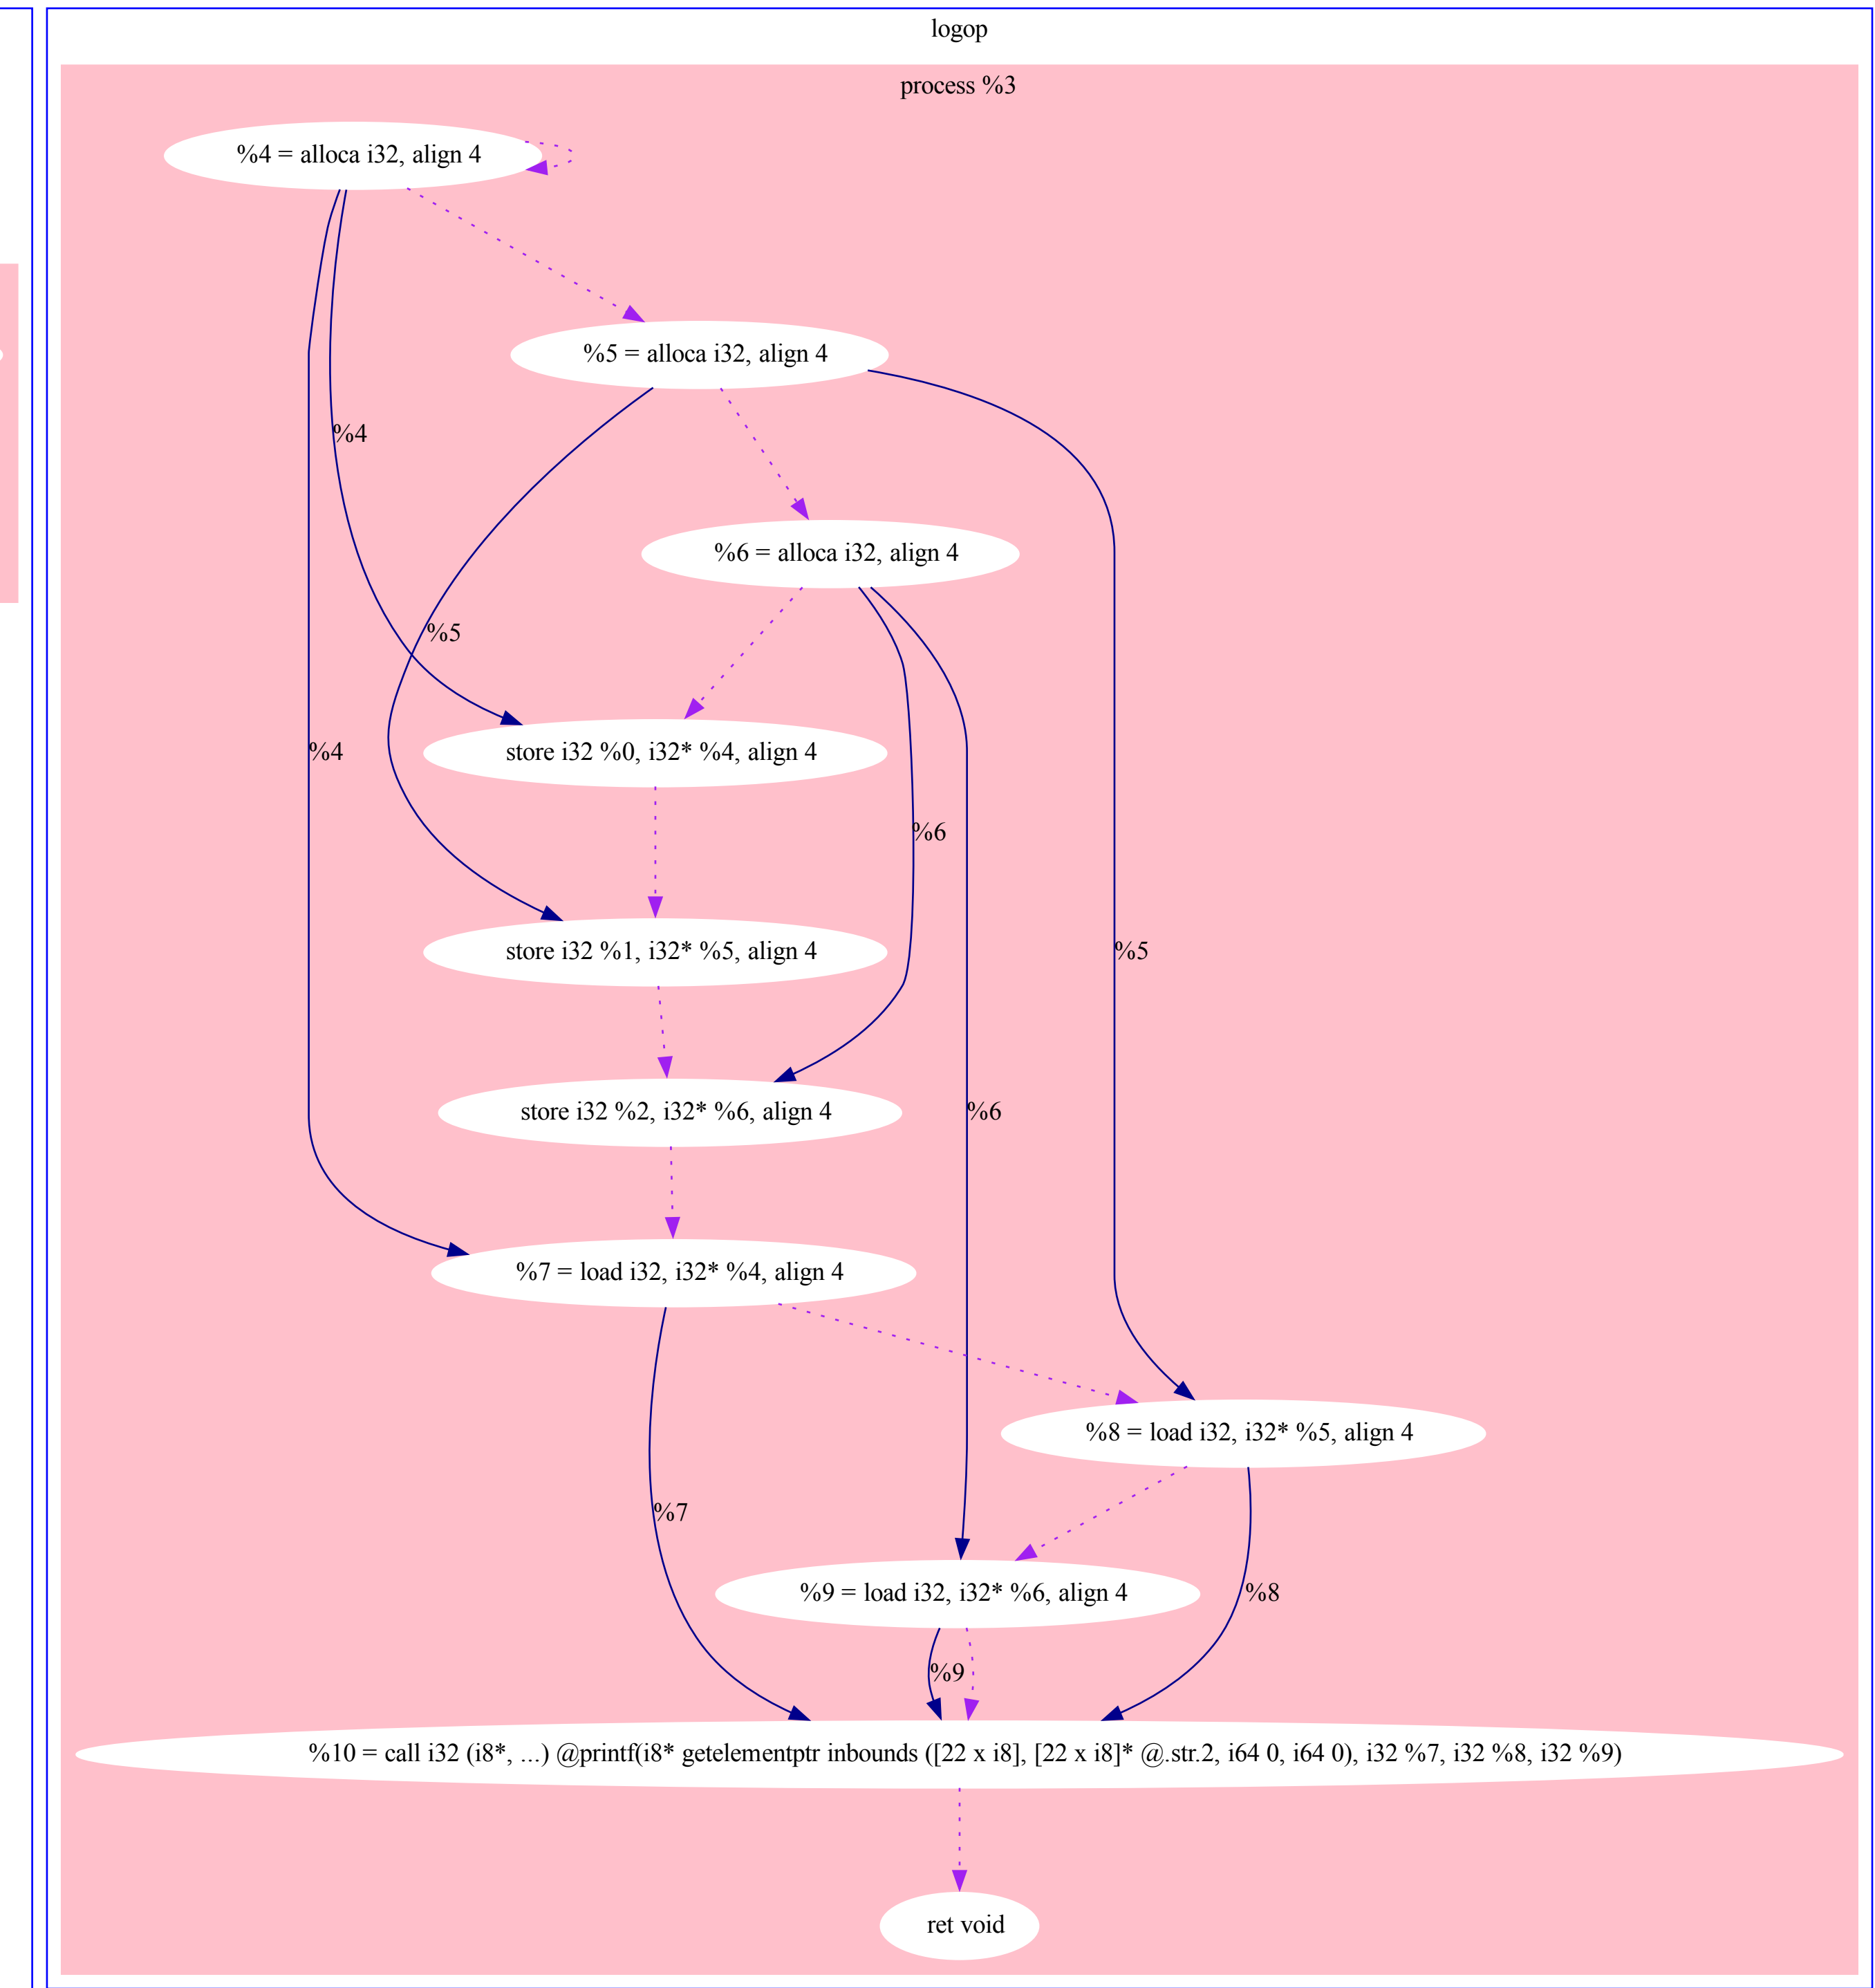 logop
process %3
%4 = alloca i32, align 4
%5 = alloca i32, align 4
%4
%6 = alloca i32, align 4
%5
store i32 %0, i32* %4, align 4
%4
%6
store i32 %1, i32* %5, align 4
%5
store i32 %2, i32* %6, align 4
%6
%7 = load i32, i32* %4, align 4
%8 = load i32, i32* %5, align 4
%7
%9 = load i32, i32* %6, align 4
%8
%9
%10 = call i32 (i8*, ...) @printf(i8* getelementptr inbounds ([22 x i8], [22 x i8]* @.str.2, i64 0, i64 0), i32 %7, i32 %8, i32 %9)
ret void